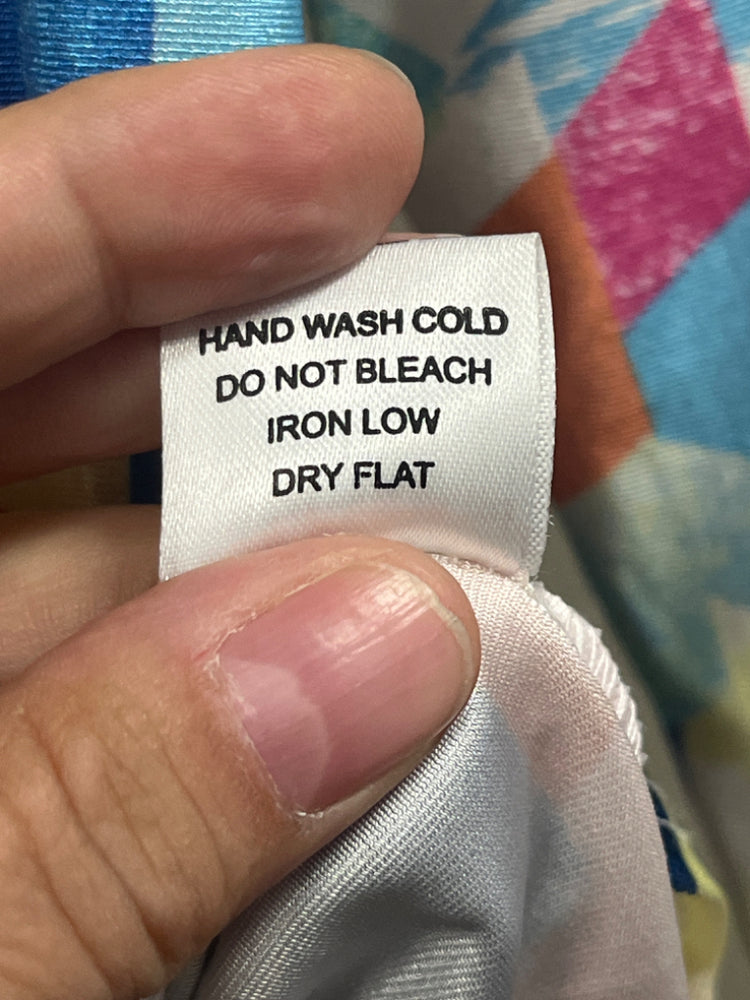 HAND WASH COLD
DO NOT BLEACH
IRON LOW
DRY FLAT